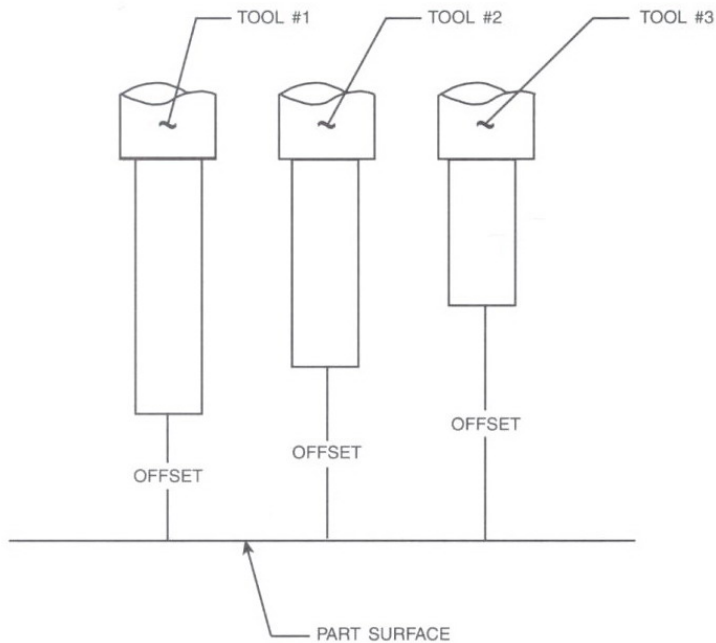 TOOL #1
TOOL #2
TOOL #3
OFFSET
OFFSET
OFFSET
PART SURFACE